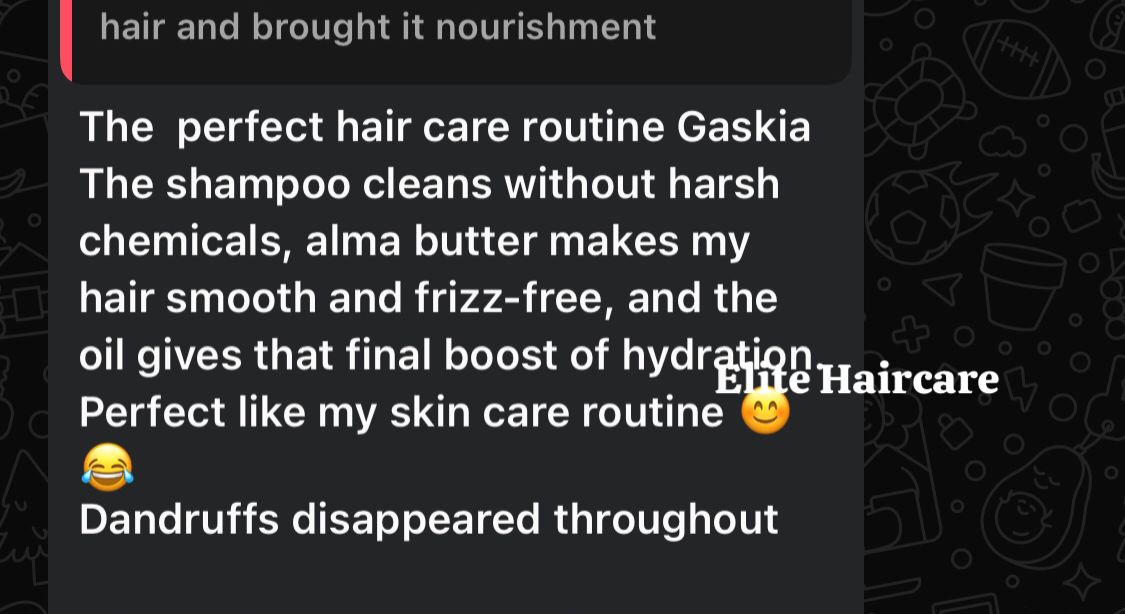 hair and brought it nourishment
The  perfect hair care routine Gaskia
The shampoo cleans without harsh
chemicals, alma butter makes my
hair smooth and frizz-free, and the
oil gives that final boost of hydration.
Elite Haircare
Perfect like my skin care routine 😊
😂
Dandruffs disappeared throughout